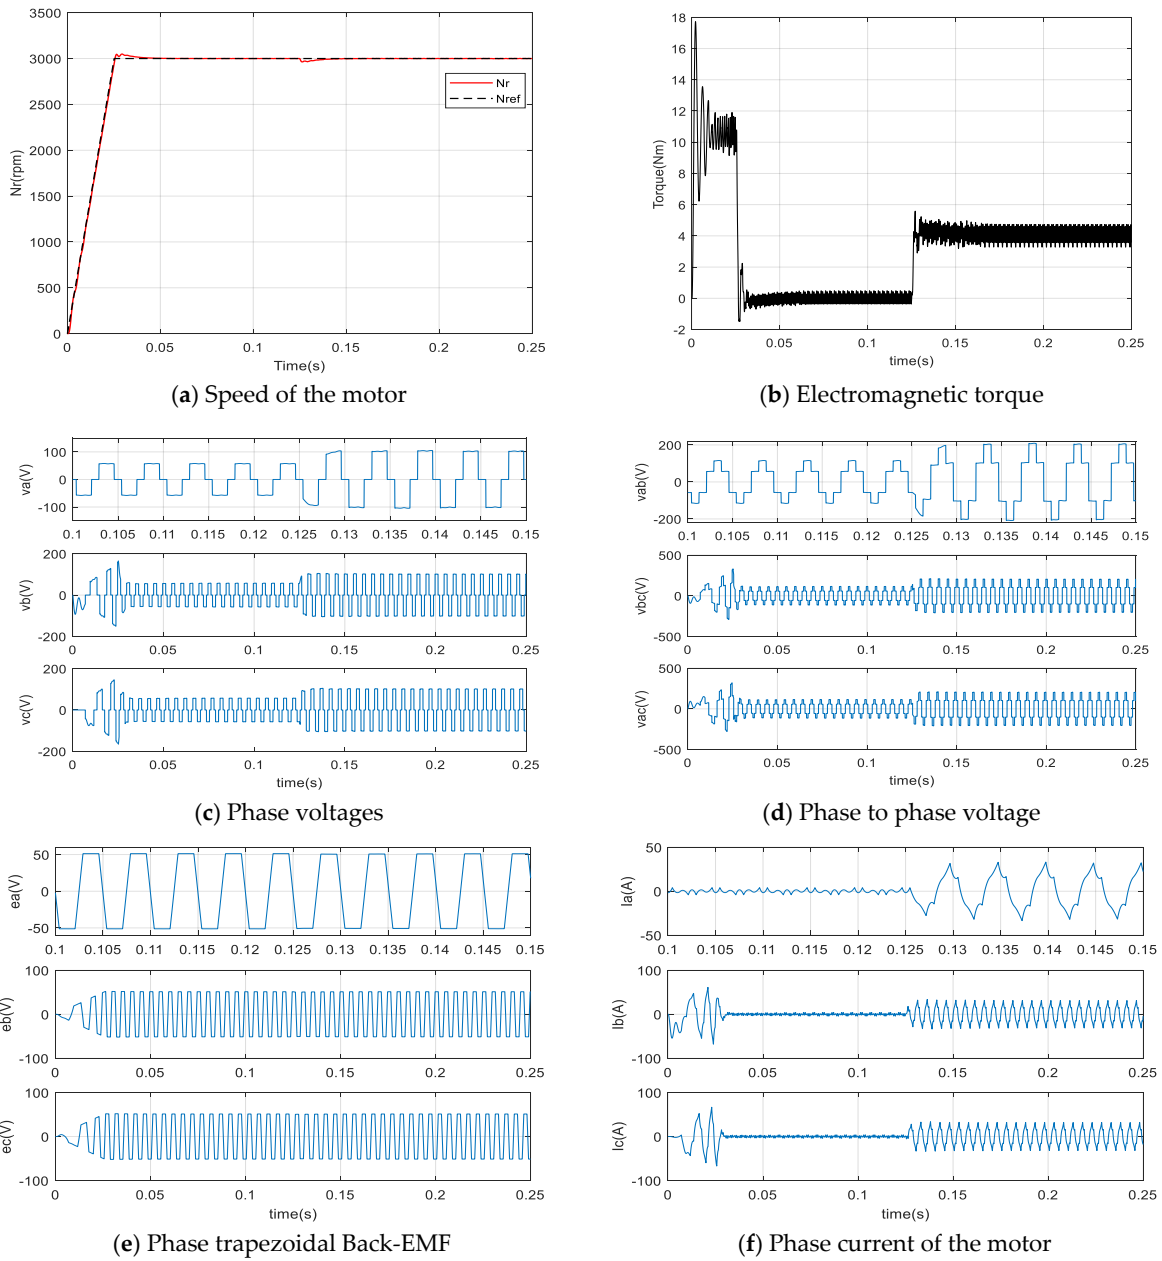 3500
3000
2500
2000
1500
1000
500
0
Nr(rpm)
Nr
Nref
0 0.05 0.1 0.15 0.2 0.25
Time(s)
(a) Speed of the motor
18
16
14
12
10
8
6
4
2
0
-2
Torque(Nm)
0 0.05 0.1 0.15 0.2 0.25
time(s)
(b) Electromagnetic torque
100
0
-100
va(V)
0.1 0.105 0.11 0.115 0.12 0.125 0.13 0.135 0.14 0.145 0.15
200
0
-200
vb(V)
0 0.05 0.1 0.15 0.2 0.25
200
0
-200
vc(V)
0 0.05 0.1 0.15 0.2 0.25
time(s)
(c) Phase voltages
200
0
-200
vab(V)
0.1 0.105 0.11 0.115 0.12 0.125 0.13 0.135 0.14 0.145 0.15
500
0
-500
vbc(V)
0 0.05 0.1 0.15 0.2 0.25
500
0
-500
vac(V)
0 0.05 0.1 0.15 0.2 0.25
time(s)
(d) Phase to phase voltage
50
0
-50
ea(V)
0.1 0.105 0.11 0.115 0.12 0.125 0.13 0.135 0.14 0.145 0.15
100
0
-100
eb(V)
0 0.05 0.1 0.15 0.2 0.25
100
0
-100
ec(V)
0 0.05 0.1 0.15 0.2 0.25
time(s)
(e) Phase trapezoidal Back-EMF
50
0
-50
Ia(A)
0.1 0.105 0.11 0.115 0.12 0.125 0.13 0.135 0.14 0.145 0.15
100
0
-100
Ib(A)
0 0.05 0.1 0.15 0.2 0.25
100
0
-100
Ic(A)
0 0.05 0.1 0.15 0.2 0.25
time(s)
(f) Phase current of the motor